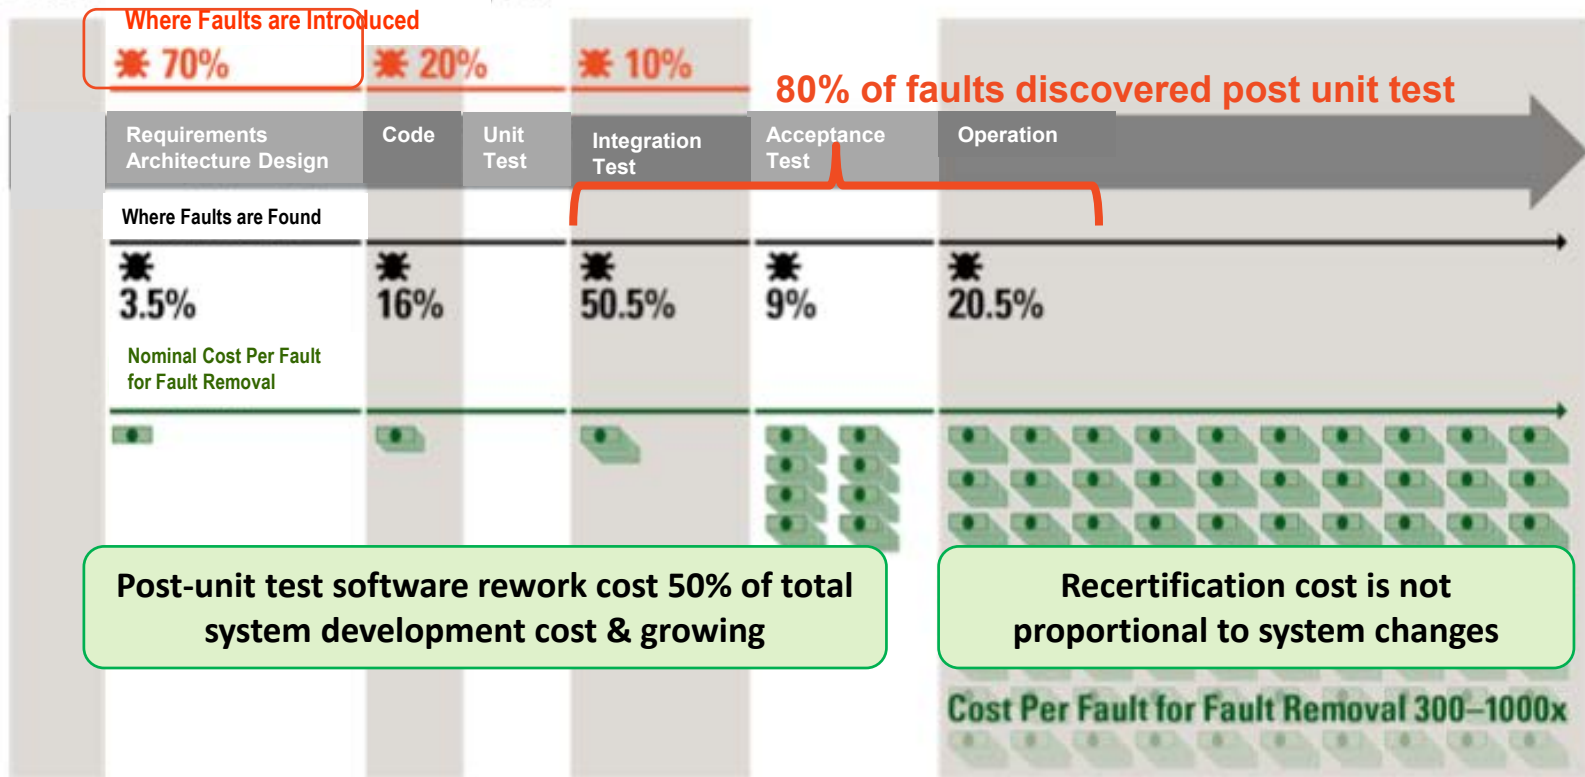 Where Faults are Introduced
70%
20%
10%
80% of faults discovered post unit test
Requirements
Architecture Design
Code
Unit
Test
Integration
Test
Acceptance
Test
Operation
Where Faults are Found
3.5%
16%
50.5%
9%
20.5%
Nominal Cost Per Fault
for Fault Removal
Post-unit test software rework cost 50% of total
system development cost & growing
Recertification cost is not
proportional to system changes
Cost Per Fault for Fault Removal 300–1000x